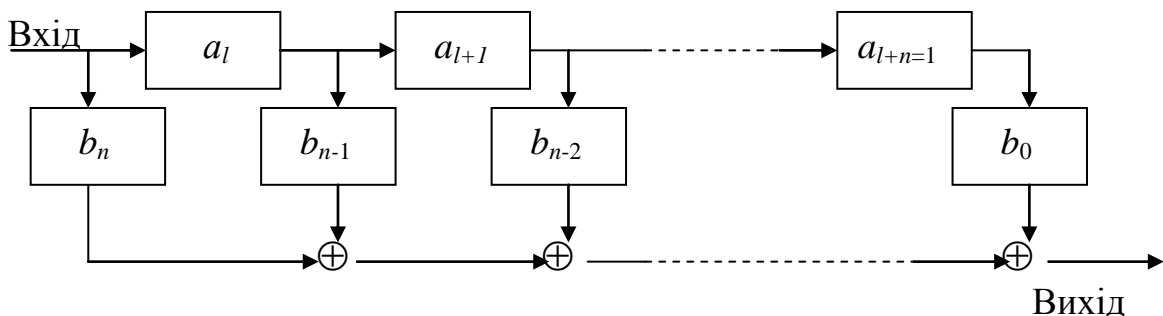 Вхід
a_l a_{l+1} a_{l+n=1}
b_n b_{n-1} b_{n-2} b_0
Вихід